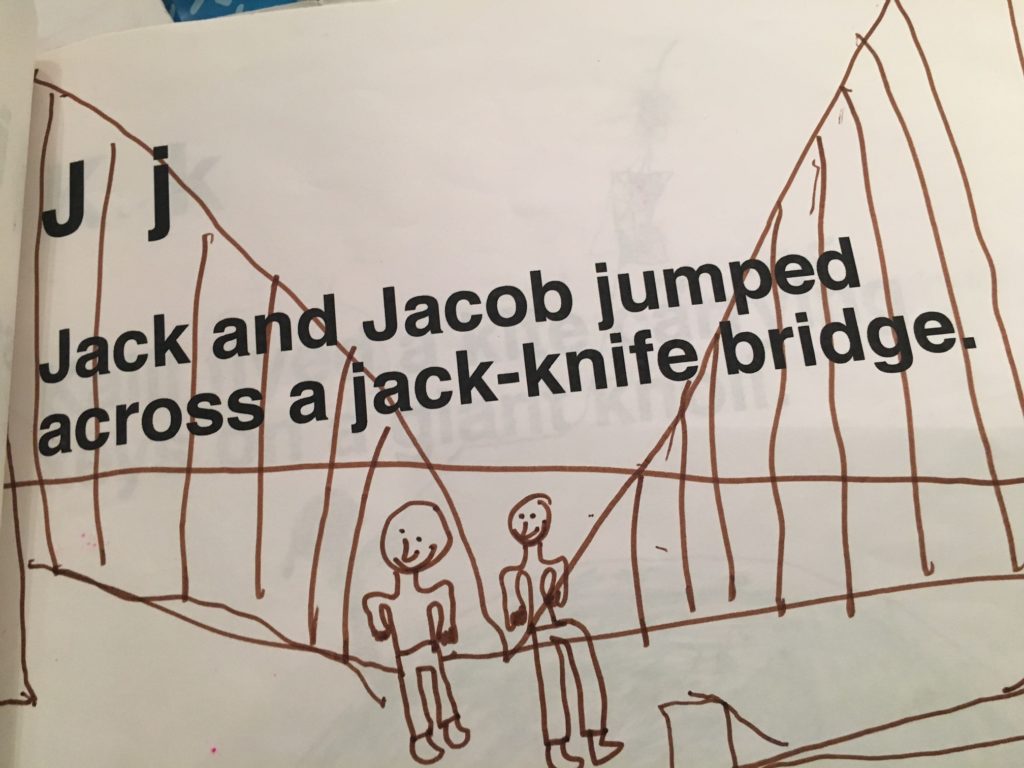 J j
Jack and Jacob jumped
across a jack-knife bridge.